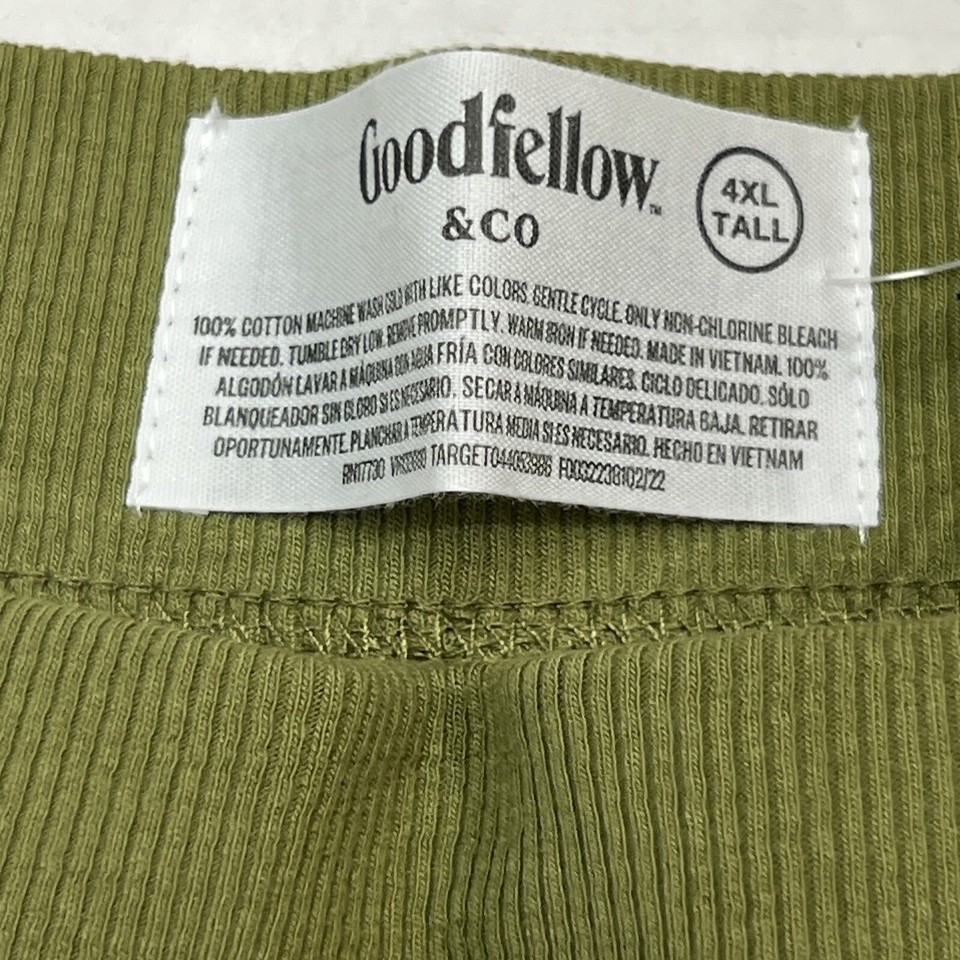 Goodfellow™
&CO
4XL
TALL
100% COTTON MACHINE WASH COLD WITH LIKE COLORS. GENTLE CYCLE. ONLY NON-CHLORINE BLEACH
IF NEEDED. TUMBLE DRY LOW. REMOVE PROMPTLY. WARM IRON IF NEEDED. MADE IN VIETNAM. 100%
ALGODÓN LAVAR A MÁQUINA CON AGUA FRÍA CON COLORES SIMILARES. CICLO DELICADO. SÓLO
BLANQUEADOR SIN CLORO SI ES NECESARIO. SECAR A MÁQUINA A TEMPERATURA BAJA. RETIRAR
OPORTUNAMENTE. PLANCHAR A TEMPERATURA MEDIA SI ES NECESARIO. HECHO EN VIETNAM
RN17730 TARGET